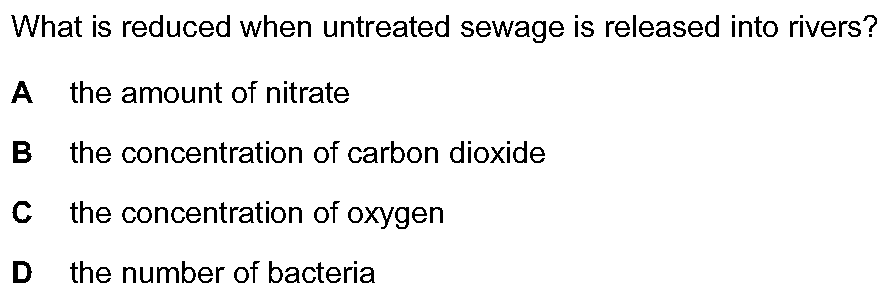 What is reduced when untreated sewage is released into rivers?
A the amount of nitrate
B the concentration of carbon dioxide
C the concentration of oxygen
D the number of bacteria